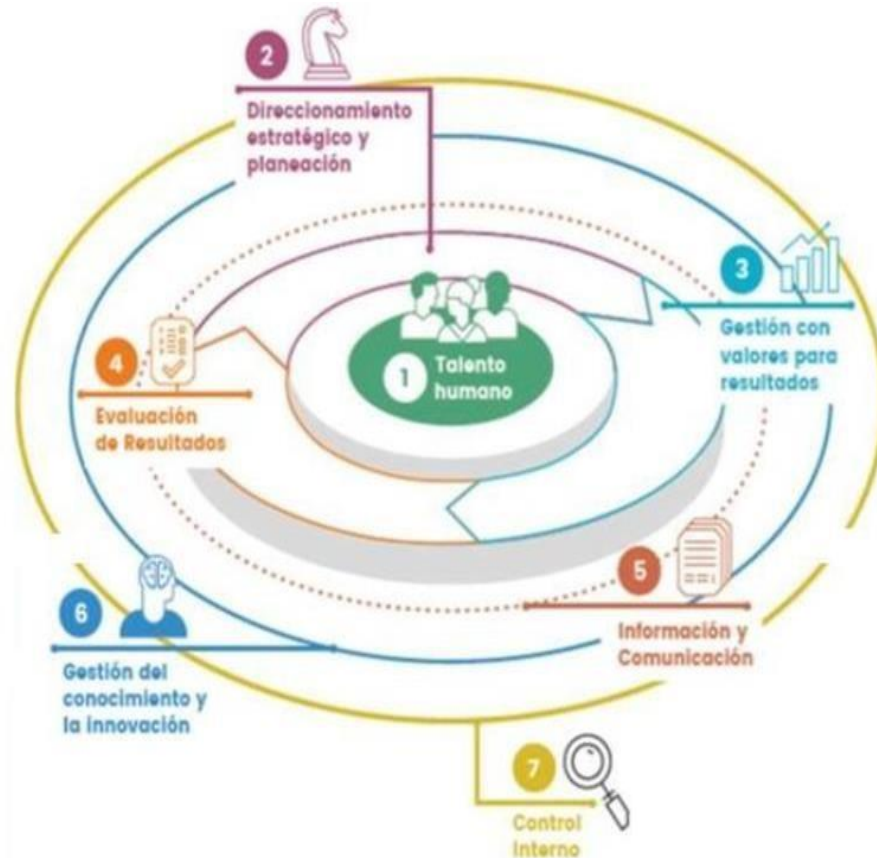 2
Direccionamiento
estratégico y
planeación
3
Gestión con
valores para
resultados
1
Talento
humano
4
Evaluación
de Resultados
5
Información y
Comunicación
6
Gestión del
conocimiento y
la innovación
7
Control
Interno